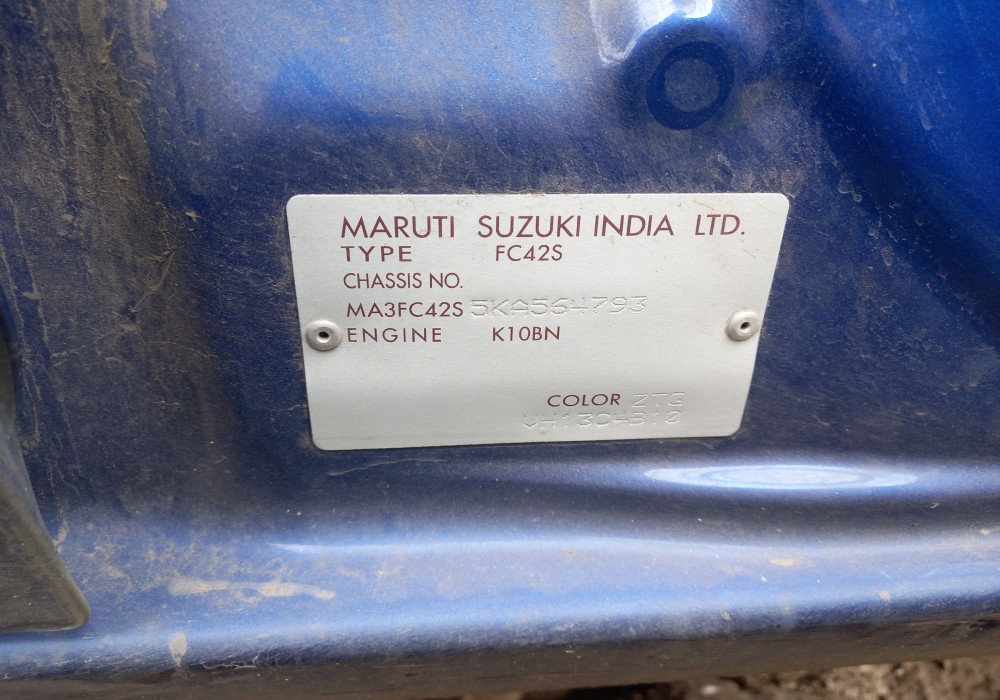 MARUTI SUZUKI INDIA LTD.
TYPE FC42S
CHASSIS NO.
MA3FC42S 5KA564793
ENGINE K10BN
COLOR ZTG